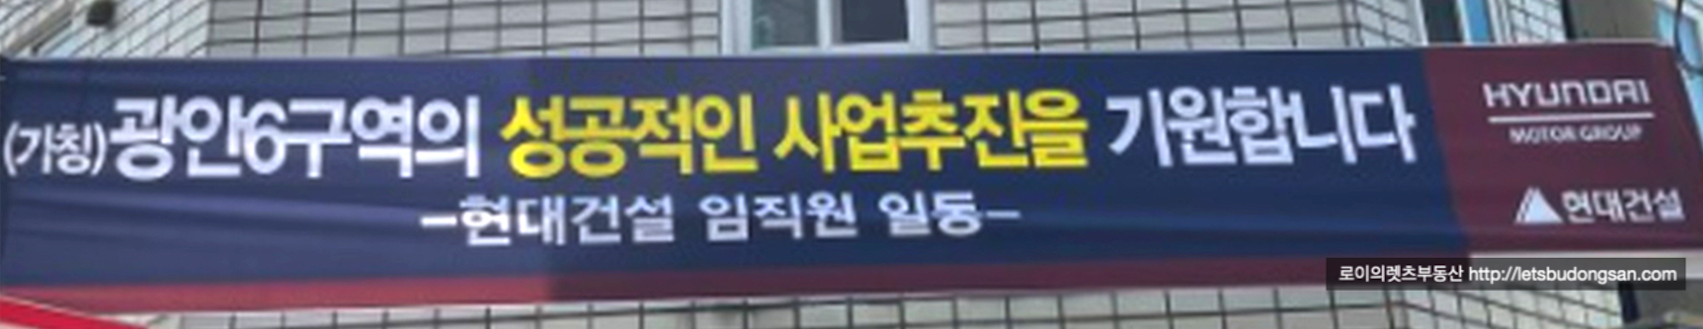 (가칭)광안6구역의 성공적인 사업추진을 기원합니다
-현대건설 임직원 일동-
HYUNDAI
MOTOR GROUP
현대건설
로이의렛츠부동산 http://letsbudongsan.com